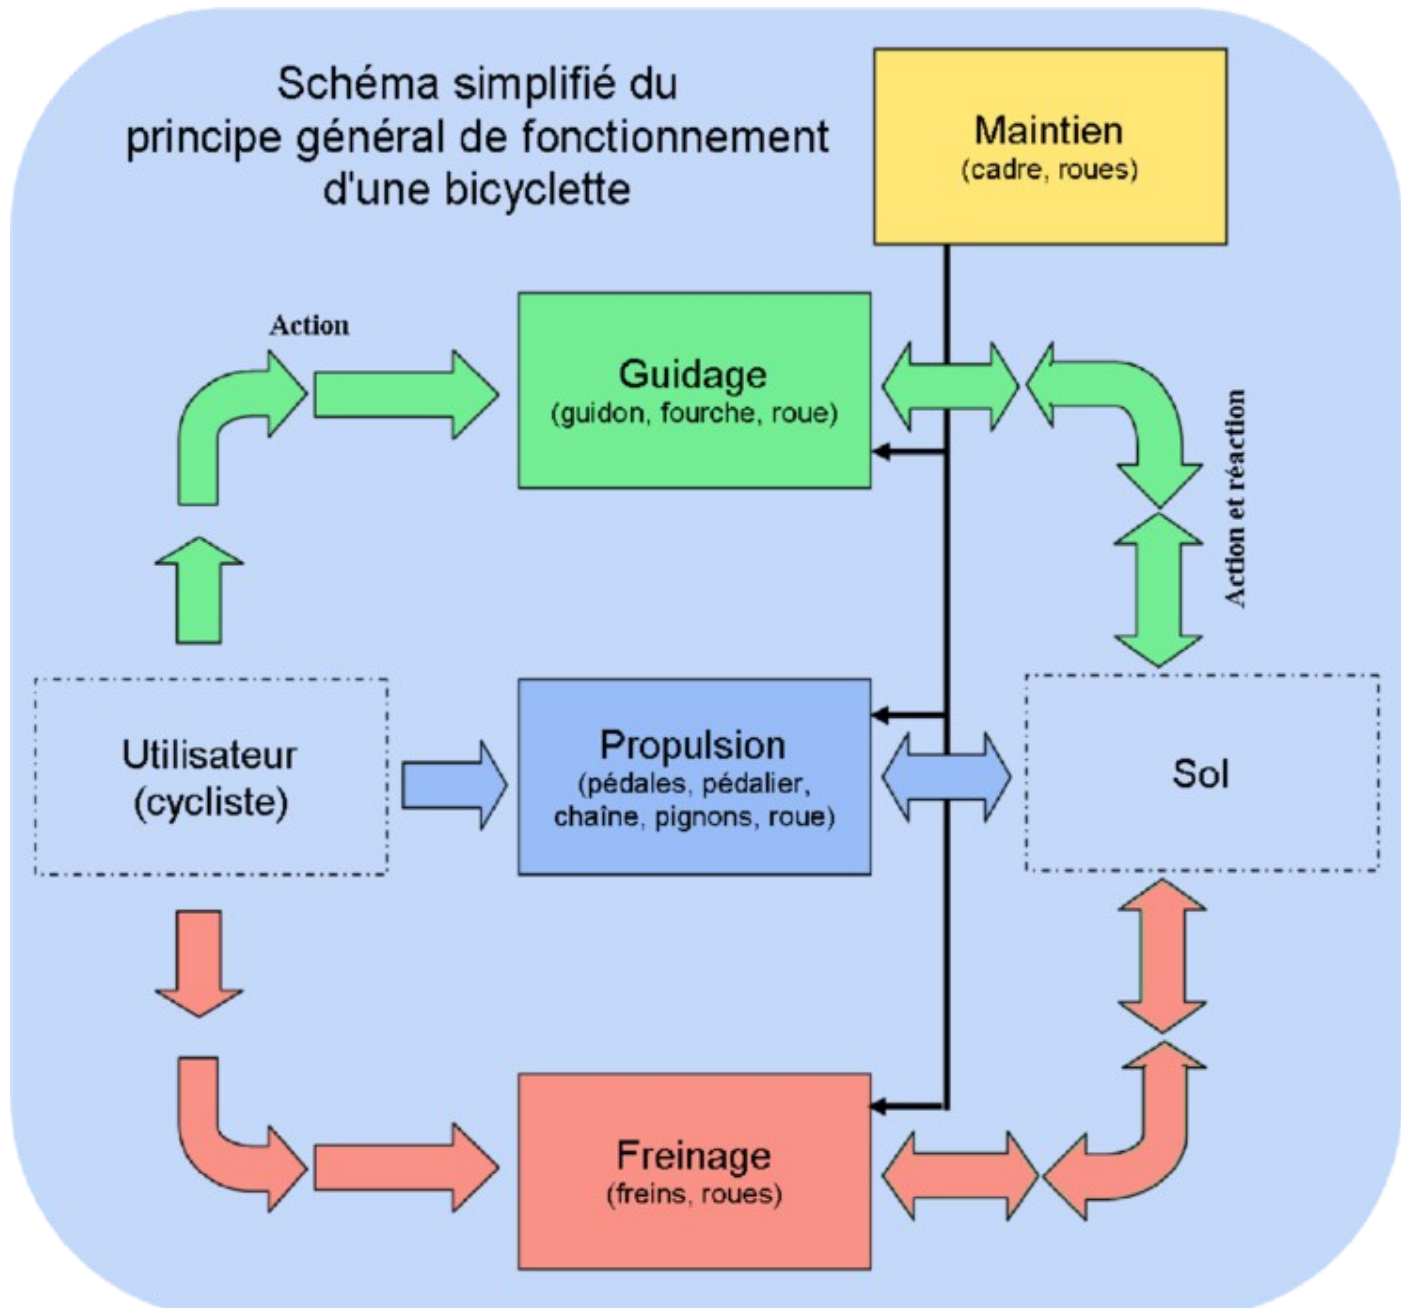 Schéma simplifié du
principe général de fonctionnement
d'une bicyclette
Maintien
(cadre, roues)
Action
Guidage
(guidon, fourche, roue)
Action et réaction
Utilisateur
(cycliste)
Propulsion
(pédales, pédalier,
chaîne, pignons, roue)
Sol
Freinage
(freins, roues)